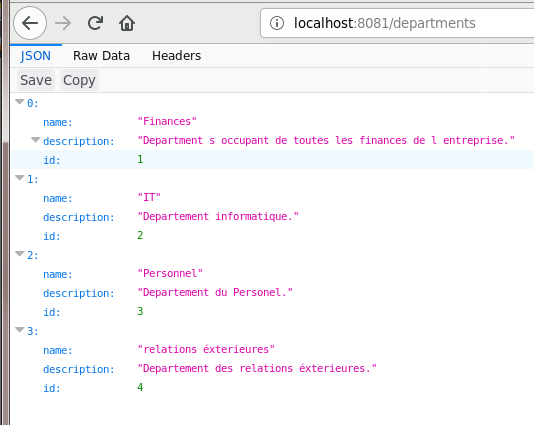 localhost:8081/departments
JSON Raw Data Headers
Save Copy
0:
name: "Finances"
description: "Department s occupant de toutes les finances de l entreprise."
id: 1
1:
name: "IT"
description: "Departement informatique."
id: 2
2:
name: "Personnel"
description: "Departement du Personel."
id: 3
3:
name: "relations éxterieures"
description: "Departement des relations éxterieures."
id: 4